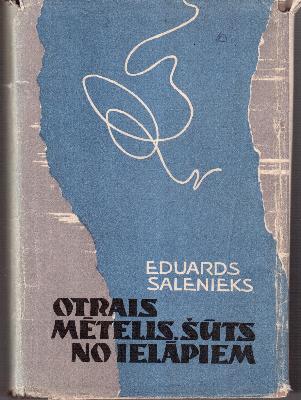 EDUARDS
SALENIEKS
OTRAIS
MĒTELIS, ŠŪTS
NO IELĀPIEM